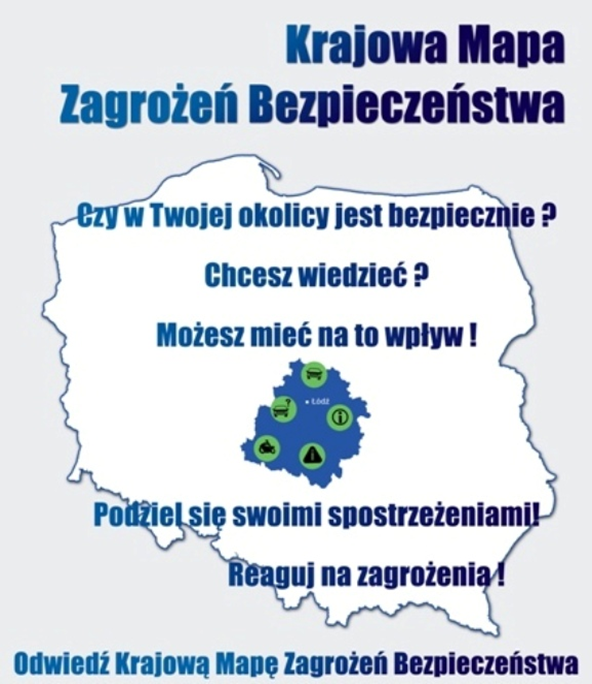 Krajowa Mapa
Zagrożeń Bezpieczeństwa
Czy w Twojej okolicy jest bezpiecznie ?
Chcesz wiedzieć ?
Możesz mieć na to wpływ !
?
Łódź
Podziel się swoimi spostrzeżeniami!
Reaguj na zagrożenia !
Odwiedź Krajową Mapę Zagrożeń Bezpieczeństwa